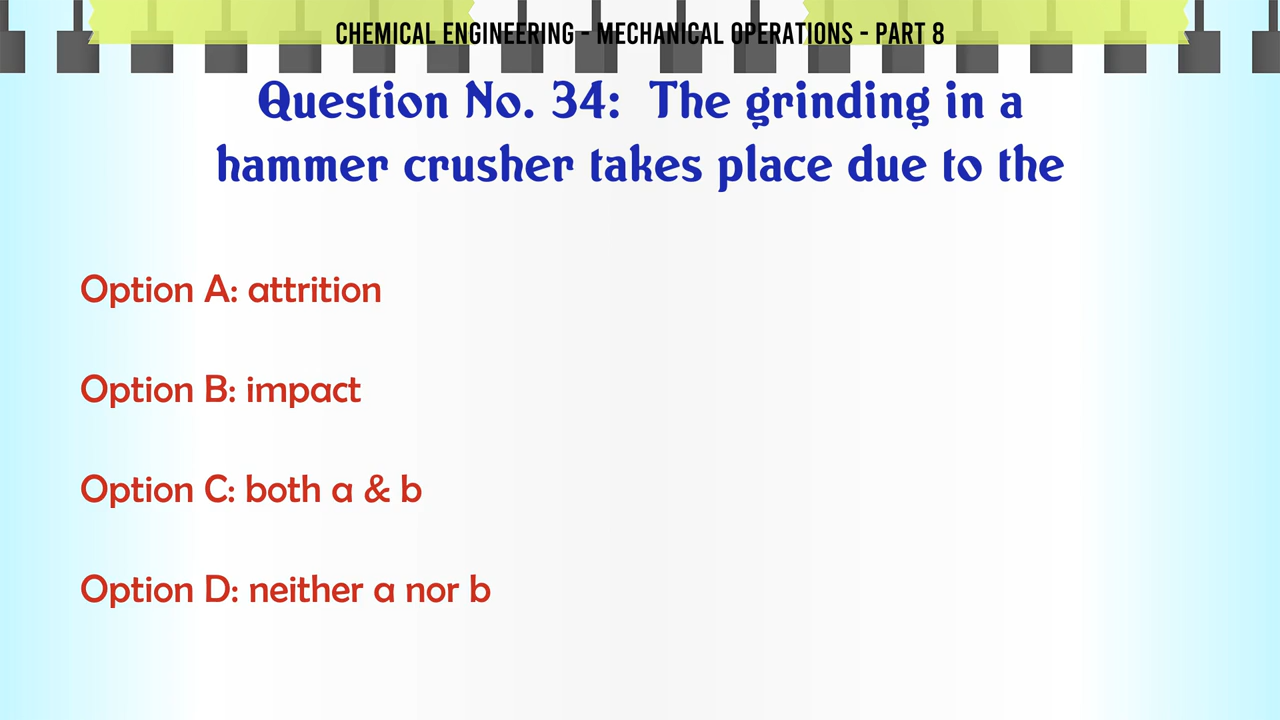 CHEMICAL ENGINEERING - MECHANICAL OPERATIONS - PART 8
Question No. 34: The grinding in a
hammer crusher takes place due to the
Option A: attrition
Option B: impact
Option C: both a & b
Option D: neither a nor b